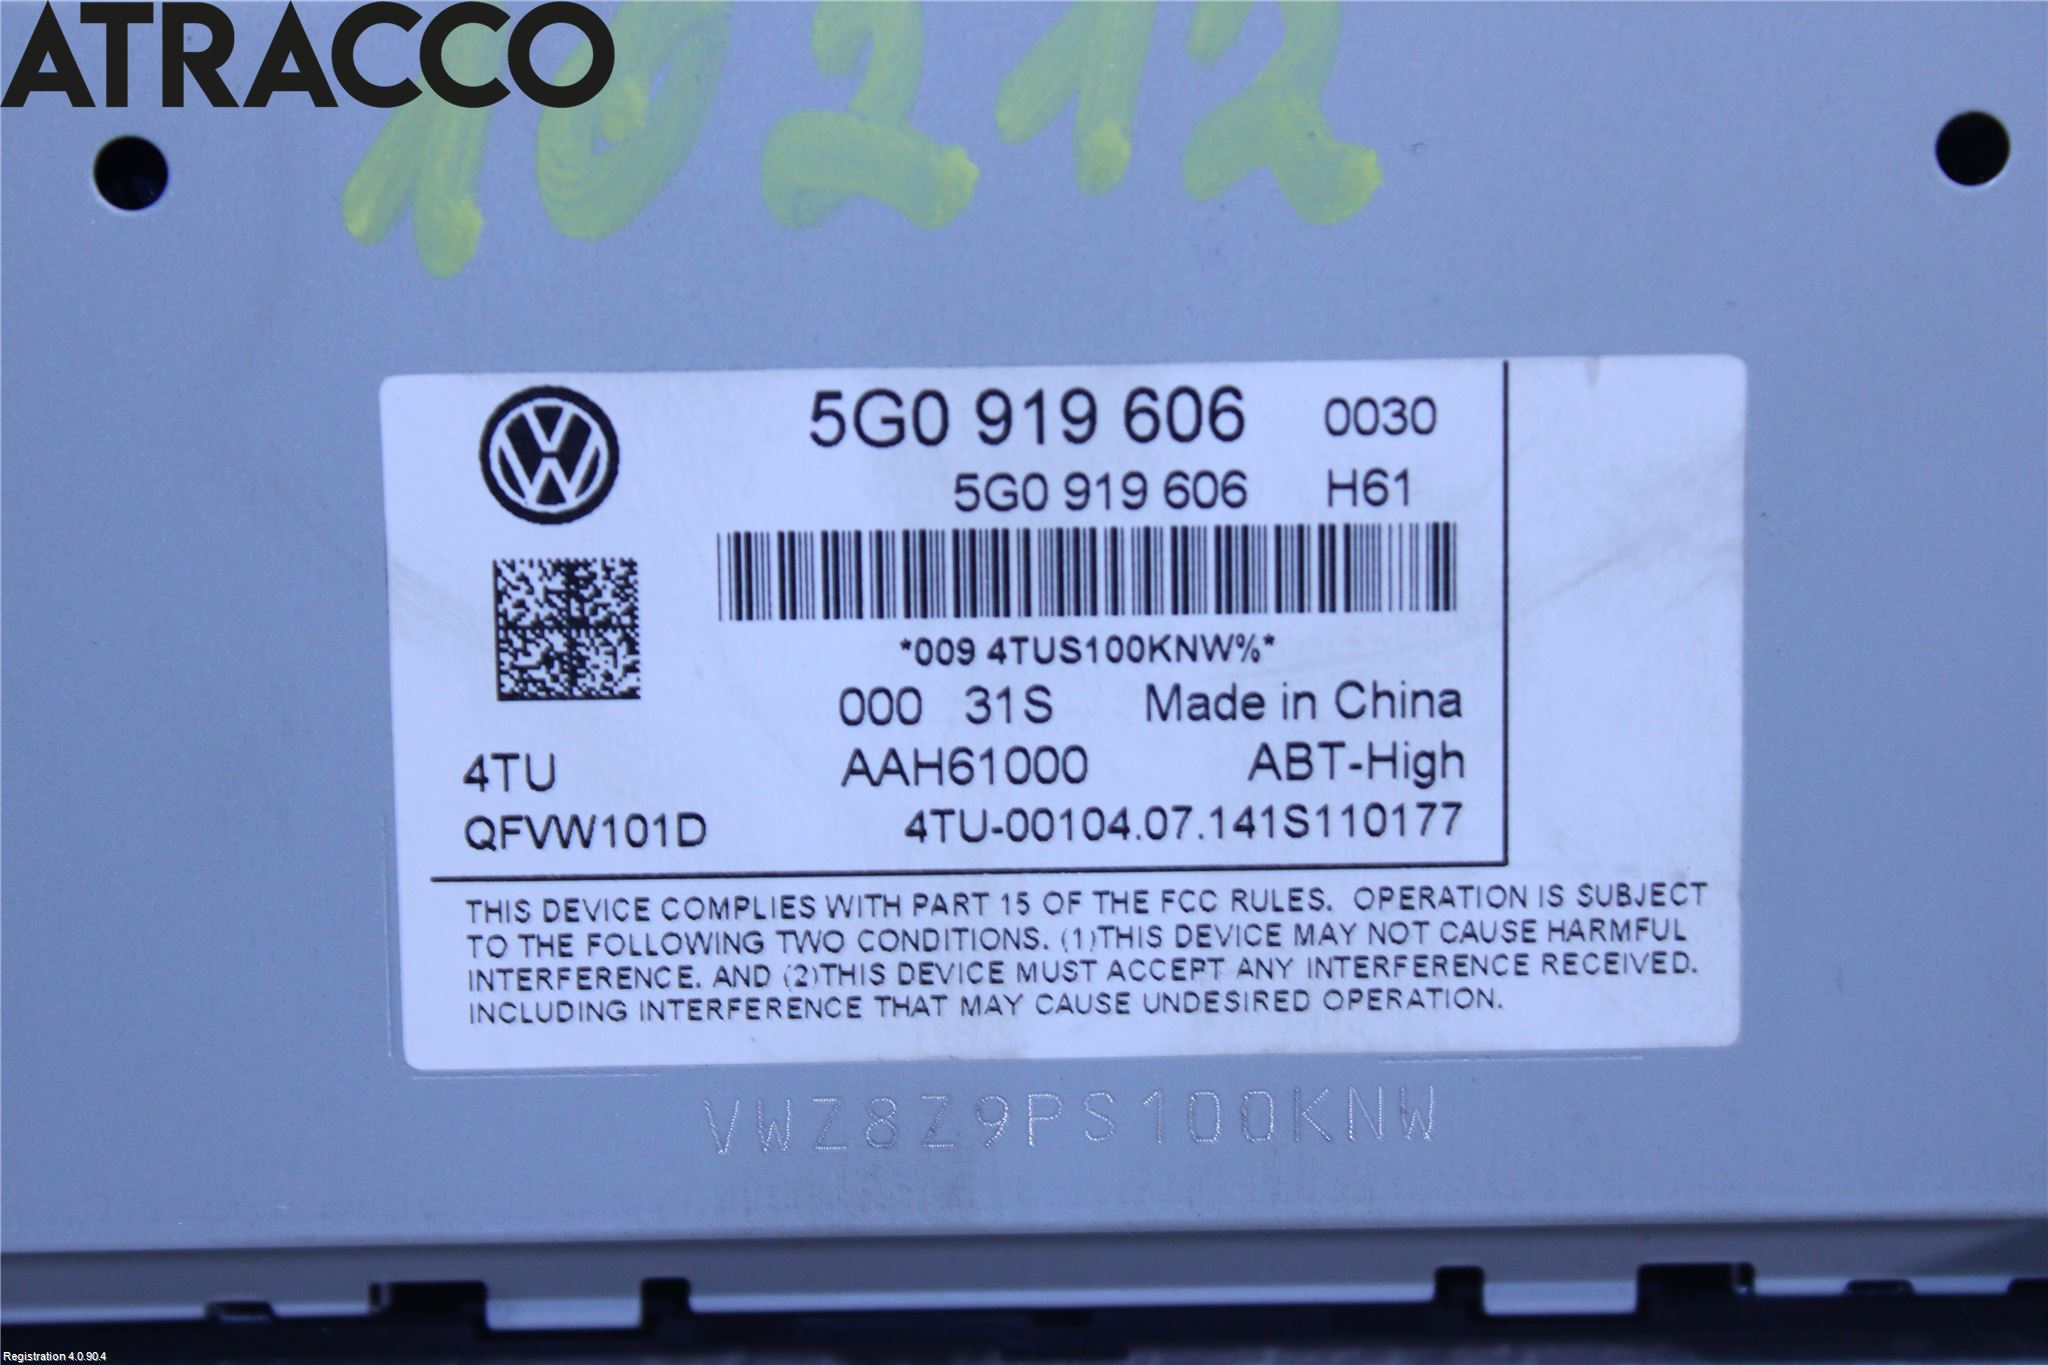 ATRACCO
10212
5G0 919 606 0030
5G0 919 606 H61
*009 4TUS100KNW%*
000 31S Made in China
4TU AAH61000 ABT-High
QFVW101D 4TU-00104.07.141S110177
THIS DEVICE COMPLIES WITH PART 15 OF THE FCC RULES. OPERATION IS SUBJECT
TO THE FOLLOWING TWO CONDITIONS. (1)THIS DEVICE MAY NOT CAUSE HARMFUL
INTERFERENCE. AND (2)THIS DEVICE MUST ACCEPT ANY INTERFERENCE RECEIVED.
INCLUDING INTERFERENCE THAT MAY CAUSE UNDESIRED OPERATION.
VWZ8Z9PS100KNW
Registration 4.0.90.4